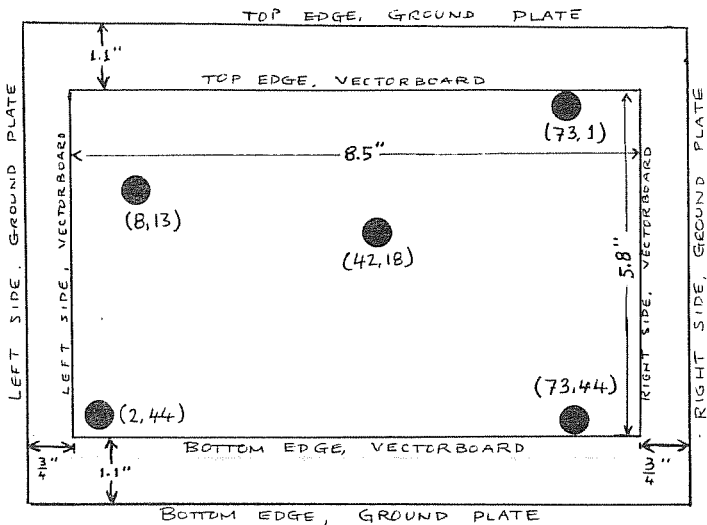 TOP EDGE, GROUND PLATE
1.1"
TOP EDGE, VECTORBOARD
(73,1)
8.5"
(8,13)
(42,18)
5.8"
LEFT SIDE, GROUND PLATE
LEFT SIDE, VECTORBOARD
RIGHT SIDE, VECTORBOARD
RIGHT SIDE, GROUND PLATE
(73,44)
(2,44)
BOTTOM EDGE, VECTORBOARD
3/4"
1.1"
3/4"
BOTTOM EDGE, GROUND PLATE